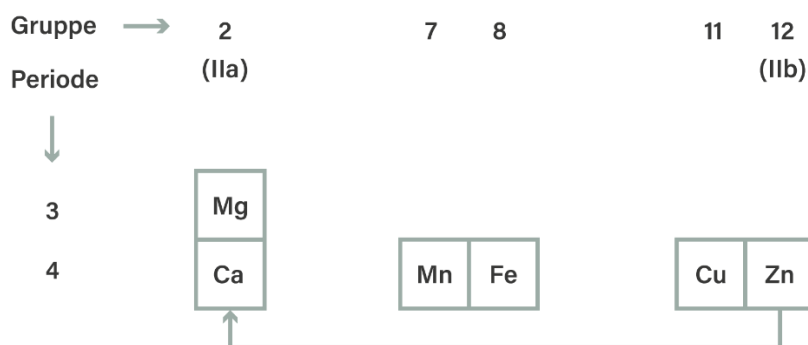 Gruppe 2 7 8 11 12
(IIa) (IIb)
Periode
3 Mg
4 Ca Mn Fe Cu Zn